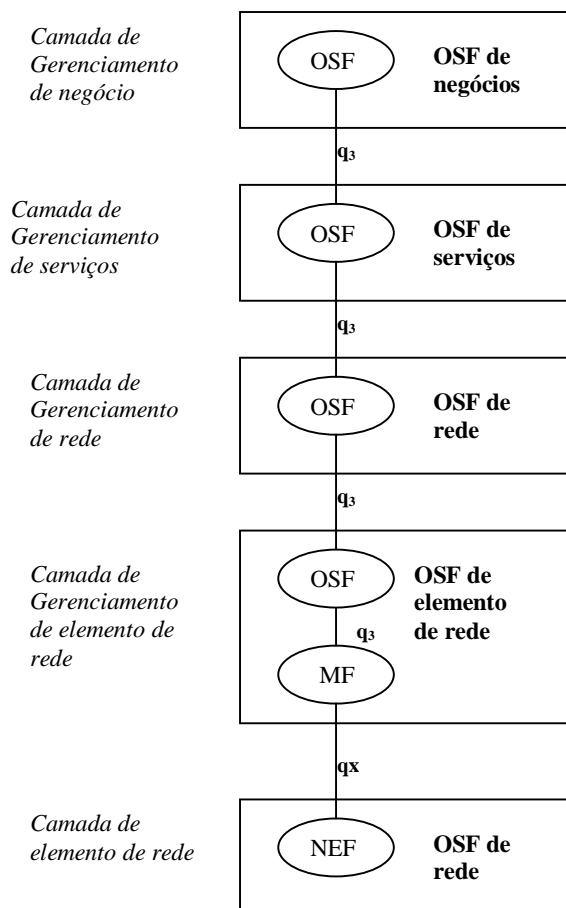 Camada de
Gerenciamento
de negócio
OSF
OSF de
negócios
q3
Camada de
Gerenciamento
de serviços
OSF
OSF de
serviços
q3
Camada de
Gerenciamento
de rede
OSF
OSF de
rede
q3
Camada de
Gerenciamento
de elemento de
rede
OSF
OSF de
elemento
de rede
q3
MF
qx
Camada de
elemento de rede
NEF
OSF de
rede